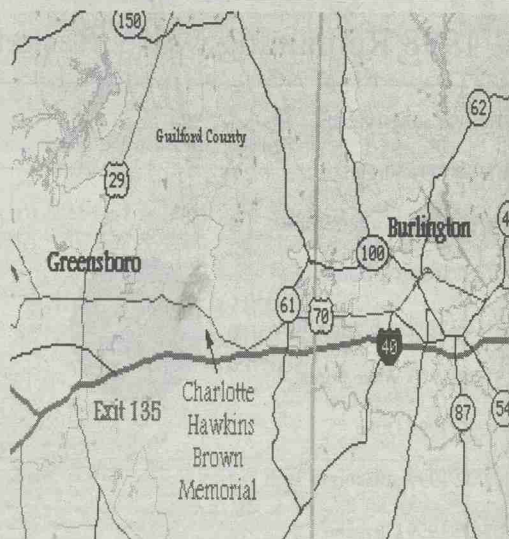 150
62
Guilford County
29
4
Burlington
100
Greensboro
61
70
40
Exit 135
Charlotte
Hawkins
Brown
Memorial
87
54